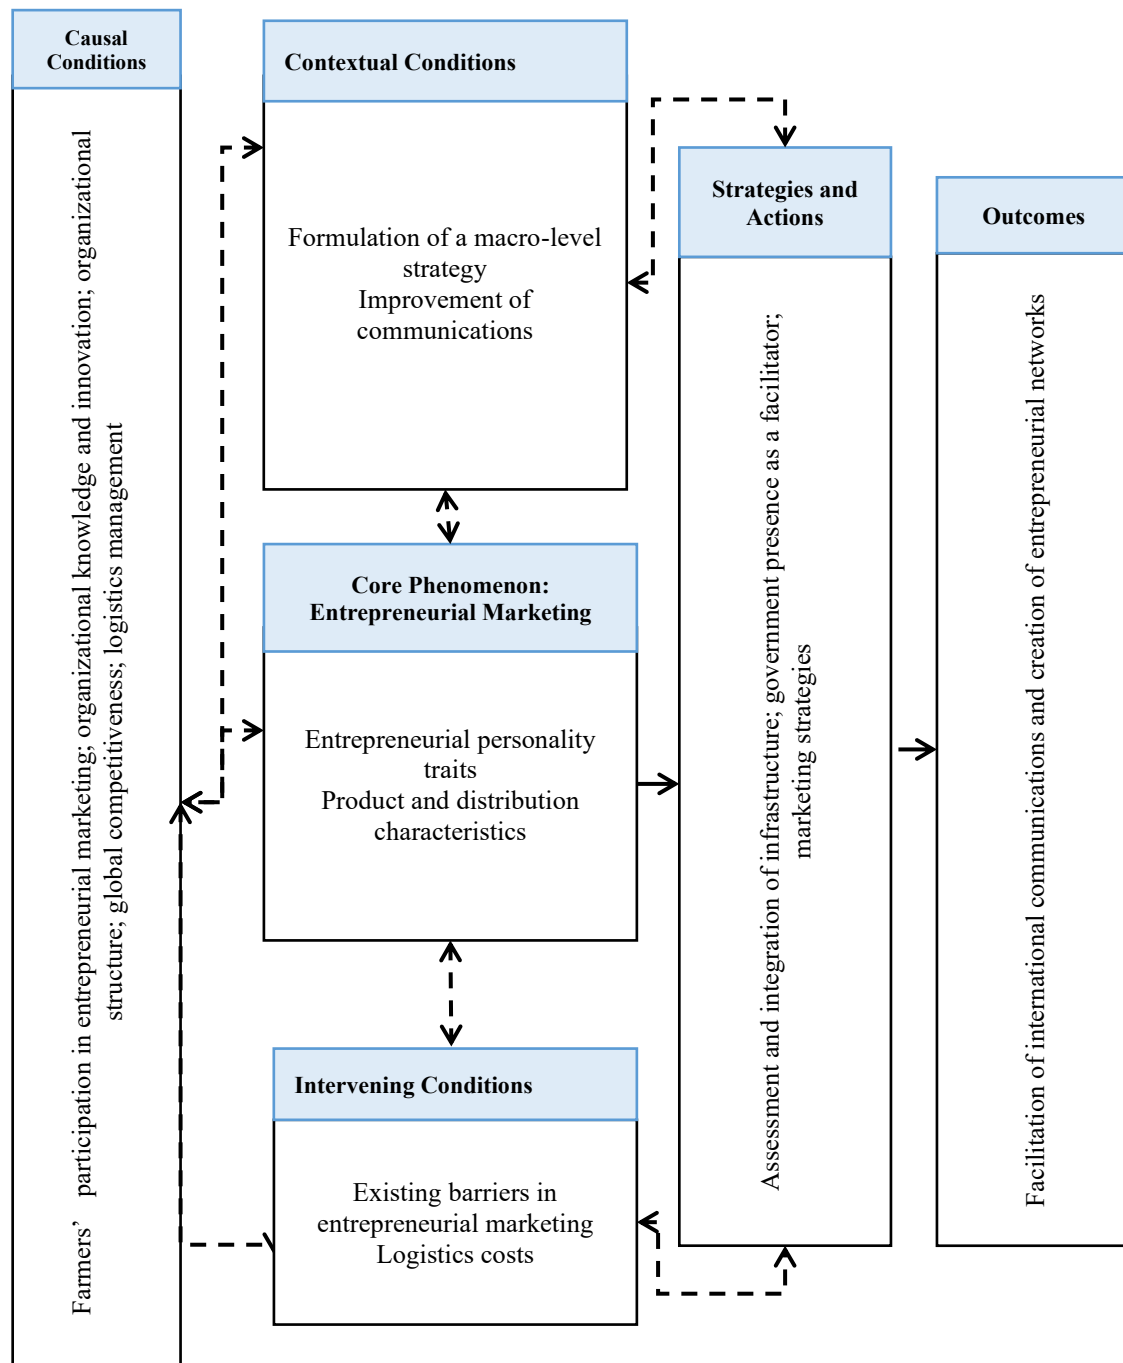 Causal
Conditions
Farmers’ participation in entrepreneurial marketing; organizational knowledge and innovation; organizational
structure; global competitiveness; logistics management
Contextual Conditions
Formulation of a macro-level
strategy
Improvement of
communications
Core Phenomenon:
Entrepreneurial Marketing
Entrepreneurial personality
traits
Product and distribution
characteristics
Intervening Conditions
Existing barriers in
entrepreneurial marketing
Logistics costs
Strategies and
Actions
Assessment and integration of infrastructure; government presence as a facilitator;
marketing strategies
Outcomes
Facilitation of international communications and creation of entrepreneurial networks